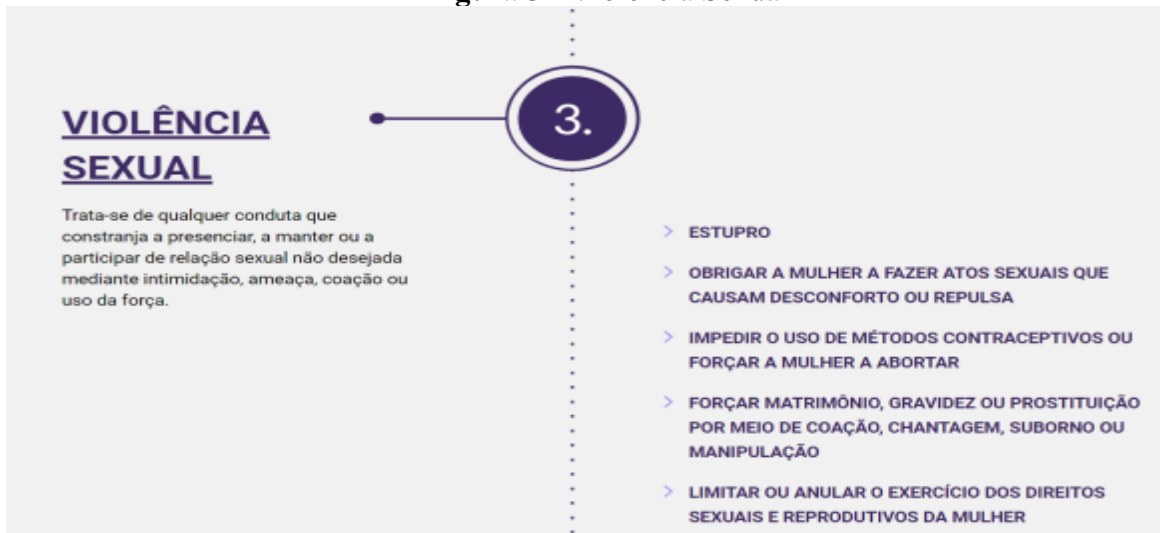 3.
VIOLÊNCIA
SEXUAL
Trata-se de qualquer conduta que
constranja a presenciar, a manter ou a
participar de relação sexual não desejada
mediante intimidação, ameaça, coação ou
uso da força.
> ESTUPRO
> OBRIGAR A MULHER A FAZER ATOS SEXUAIS QUE
CAUSAM DESCONFORTO OU REPULSA
> IMPEDIR O USO DE MÉTODOS CONTRACEPTIVOS OU
FORÇAR A MULHER A ABORTAR
> FORÇAR MATRIMÔNIO, GRAVIDEZ OU PROSTITUIÇÃO
POR MEIO DE COAÇÃO, CHANTAGEM, SUBORNO OU
MANIPULAÇÃO
> LIMITAR OU ANULAR O EXERCÍCIO DOS DIREITOS
SEXUAIS E REPRODUTIVOS DA MULHER